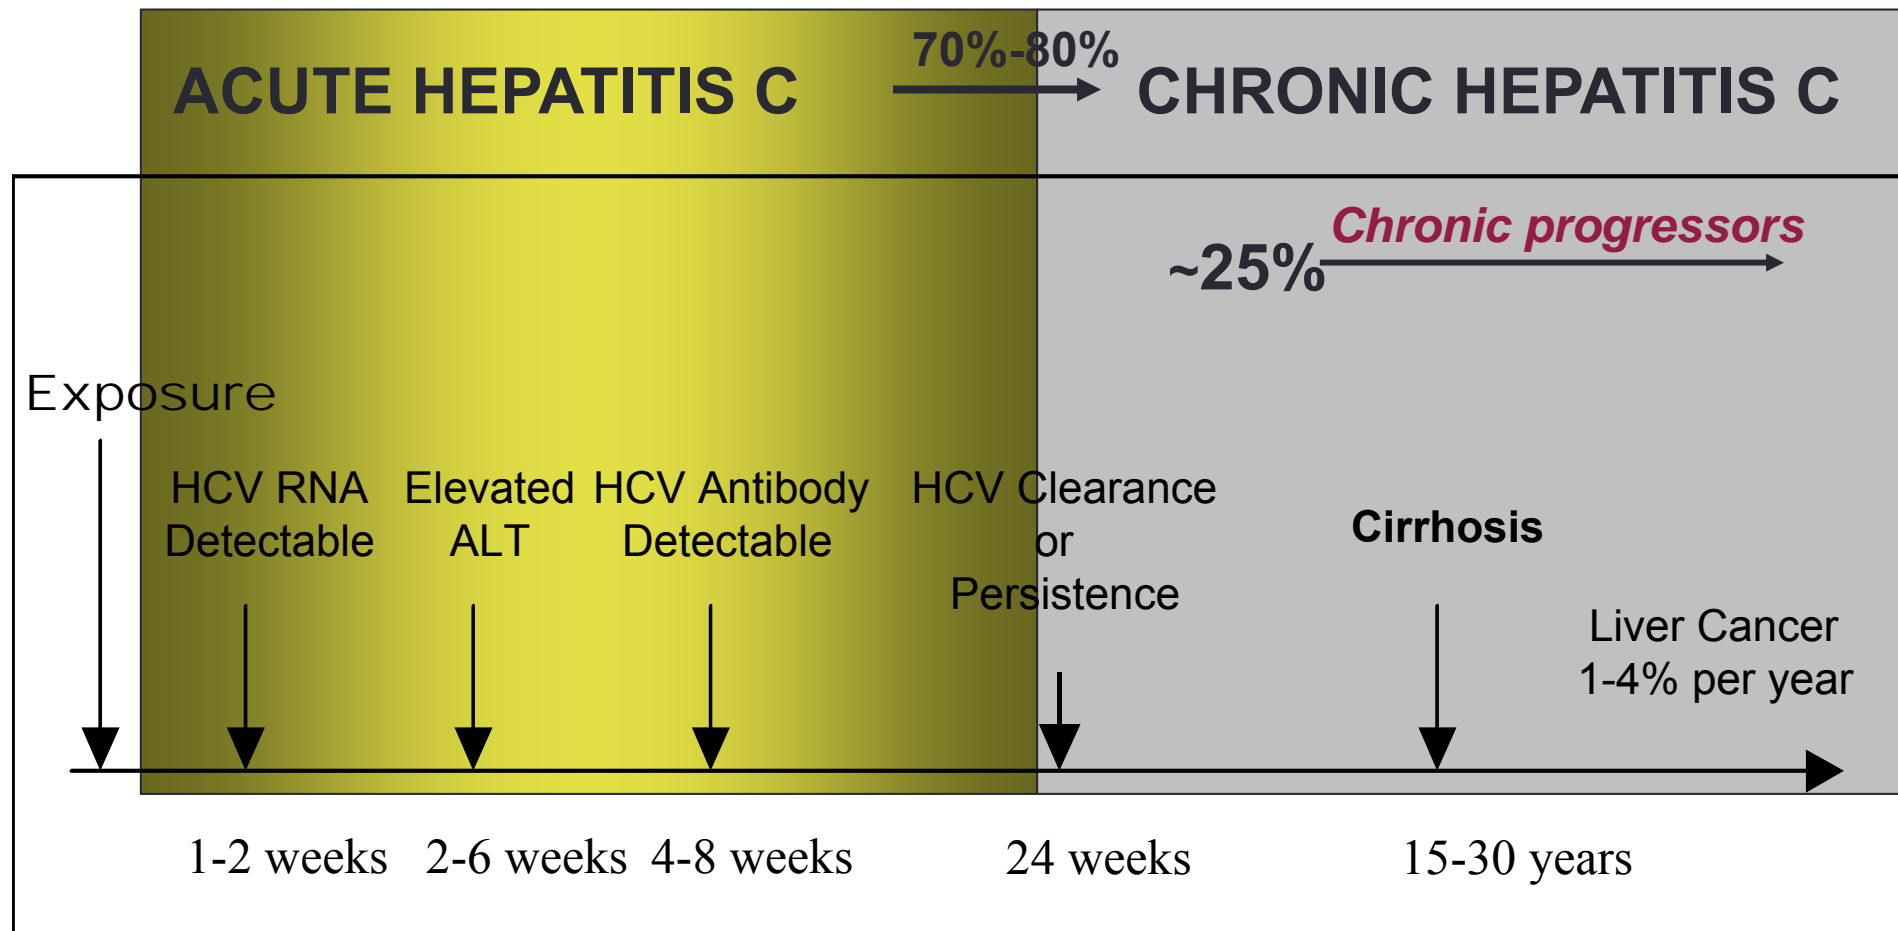 70%-80%
ACUTE HEPATITIS C
CHRONIC HEPATITIS C
Chronic progressors
~25%
Exposure
HCV RNA
Detectable
Elevated
ALT
HCV Antibody
Detectable
HCV Clearance
or
Persistence
Cirrhosis
Liver Cancer
1-4% per year
1-2 weeks
2-6 weeks
4-8 weeks
24 weeks
15-30 years